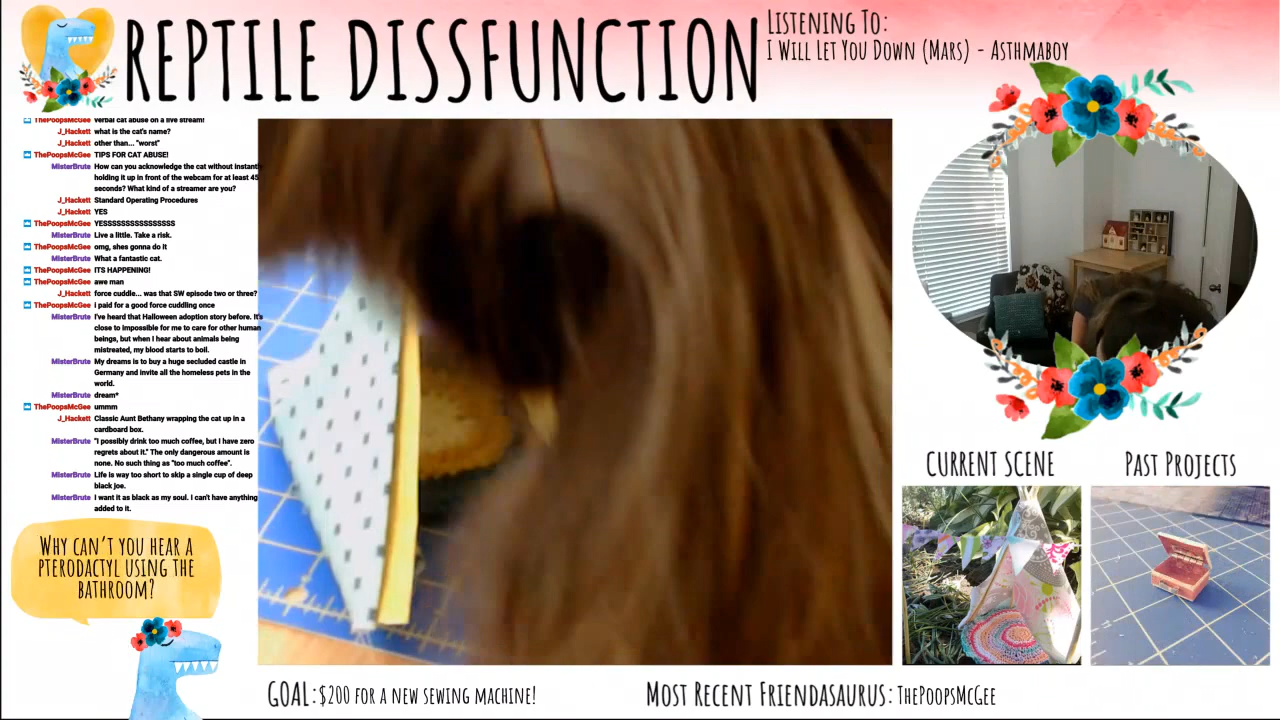 REPTILE DISSFUNCTION
LISTENING TO:
I WILL LET YOU DOWN (MARS) - ASTHMABOY
ThePoopsMcGee verbal cat abuse on a live stream!
J_Hackett what is the cat's name?
J_Hackett other than... "worst"
ThePoopsMcGee TIPS FOR CAT ABUSE!
MisterBrute How can you acknowledge the cat without instantly
holding it up in front of the webcam for at least 45
seconds? What kind of a streamer are you?
J_Hackett Standard Operating Procedures
J_Hackett YES
ThePoopsMcGee YESSSSSSSSSSSSSSSS
MisterBrute Live a little. Take a risk.
ThePoopsMcGee omg, shes gonna do it
MisterBrute What a fantastic cat.
ThePoopsMcGee ITS HAPPENING!
ThePoopsMcGee awe man
J_Hackett force cuddle... was that SW episode two or three?
ThePoopsMcGee i paid for a good force cuddling once
MisterBrute I've heard that Halloween adoption story before. It's
close to impossible for me to care for other human
beings, but when I hear about animals being
mistreated, my blood starts to boil.
MisterBrute My dreams is to buy a huge secluded castle in
Germany and invite all the homeless pets in the
world.
MisterBrute dream*
ThePoopsMcGee ummm
J_Hackett Classic Aunt Bethany wrapping the cat up in a
cardboard box.
MisterBrute "I possibly drink too much coffee, but I have zero
regrets about it." The only dangerous amount is
none. No such thing as "too much coffee".
MisterBrute Life is way too short to skip a single cup of deep
black joe.
MisterBrute I want it as black as my soul. I can't have anything
added to it.
CURRENT SCENE
PAST PROJECTS
WHY CAN'T YOU HEAR A
PTERODACTYL USING THE
BATHROOM?
GOAL: $200 FOR A NEW SEWING MACHINE!
MOST RECENT FRIENDASAURUS: THEPOOPSMCGEE